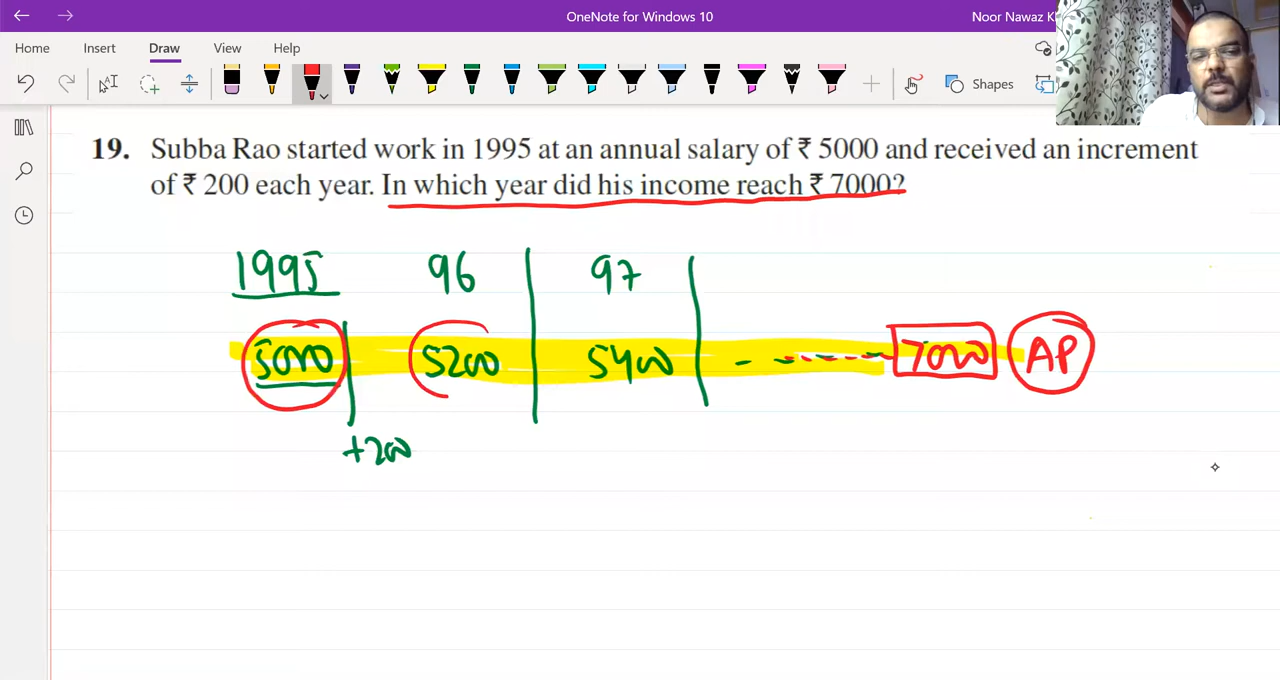 OneNote for Windows 10
Noor Nawaz K
Home Insert Draw View Help
Shapes
19. Subba Rao started work in 1995 at an annual salary of ₹ 5000 and received an increment
of ₹ 200 each year. In which year did his income reach ₹ 7000?
1995 96 97
5000 5200 5400 - - - - - - - 7000 AP
+200